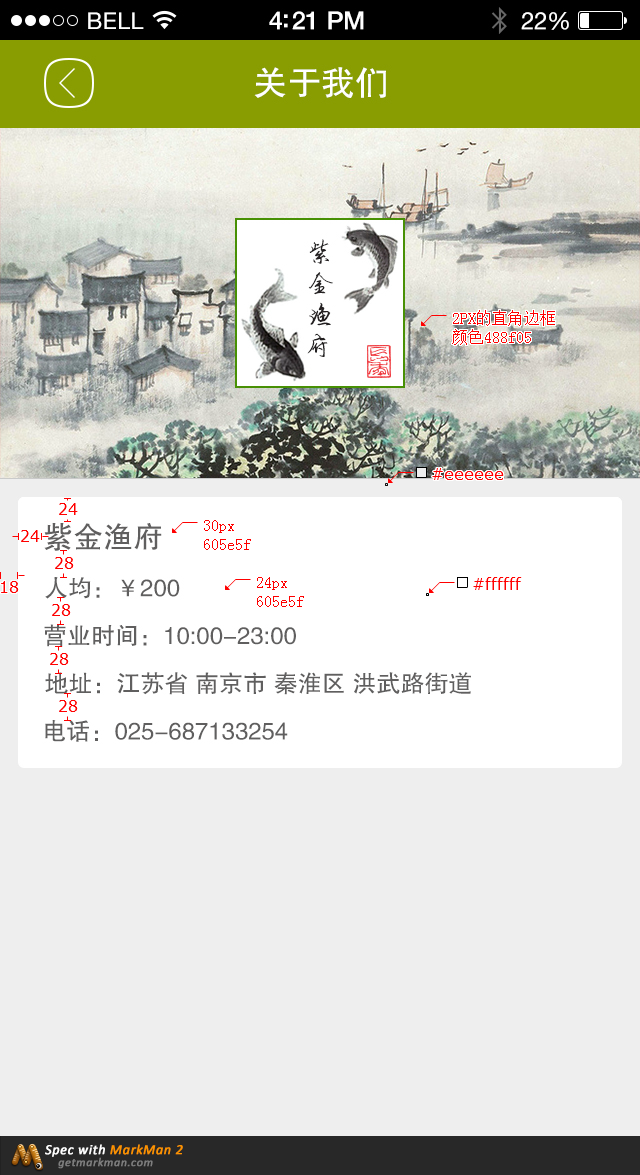 BELL
4:21 PM
22%
关于我们
紫金渔府
2PX的直角边框
颜色488f05
#eeeeee
24
24
紫金渔府
30px
605e5f
28
18
人均：￥200
24px
605e5f
#ffffff
28
营业时间：10:00-23:00
28
地址：江苏省 南京市 秦淮区 洪武路街道
28
电话：025-687133254
Spec with MarkMan 2
getmarkman.com